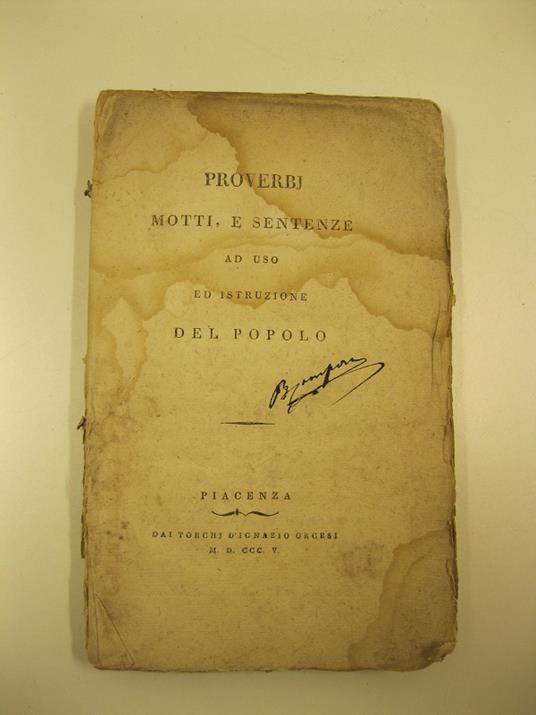 PROVERBJ
MOTTI, E SENTENZE
AD USO
ED ISTRUZIONE
DEL POPOLO
PIACENZA
DAI TORCHJ D'IGNAZIO ORCESI
M. D. CCC. V.